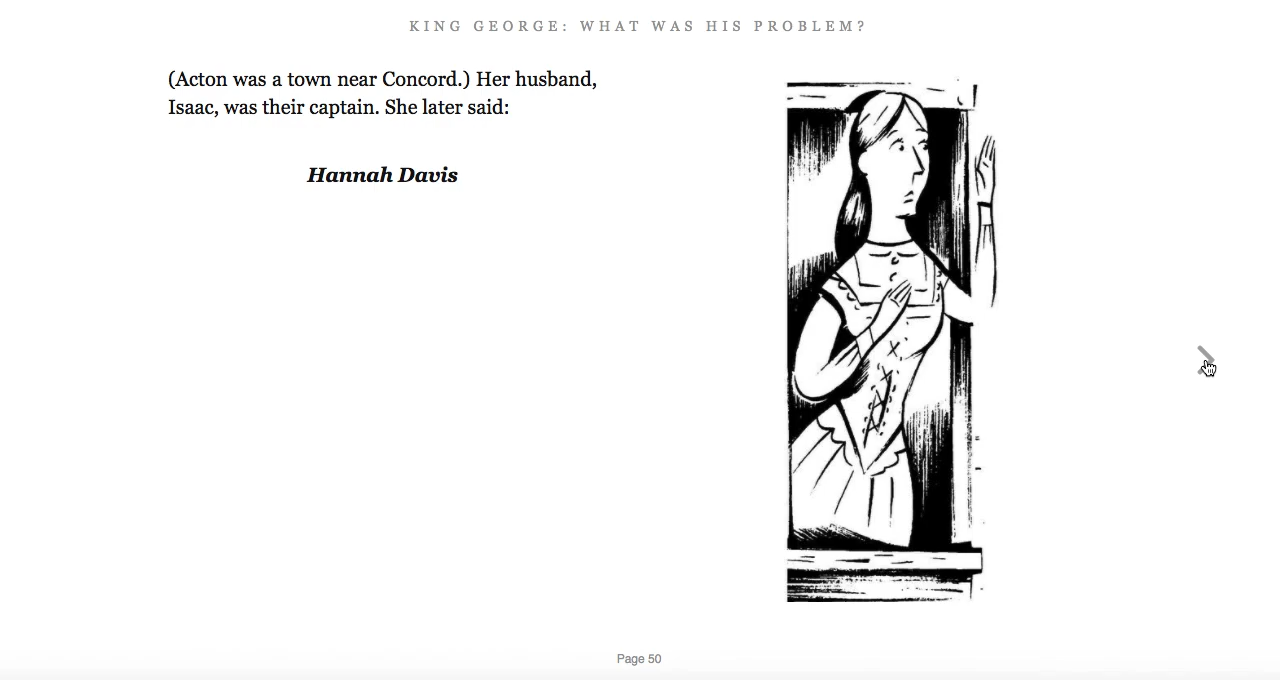 KING GEORGE: WHAT WAS HIS PROBLEM?
(Acton was a town near Concord.) Her husband,
Isaac, was their captain. She later said:
Hannah Davis
Page 50